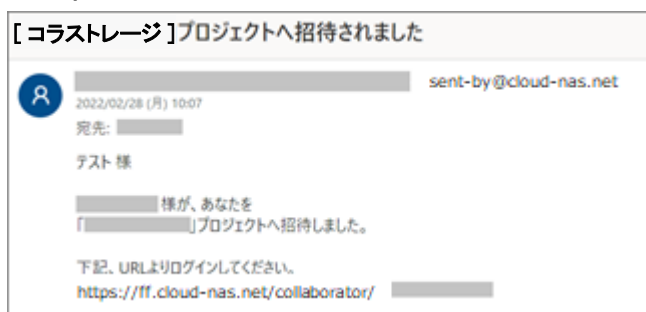 [ コラストレージ ]プロジェクトへ招待されました
sent-by@cloud-nas.net
2022/02/28 (月) 10:07
宛先:
テスト 様
様が、あなたを
「 」プロジェクトへ招待しました。
下記、URLよりログインしてください。
https://ff.cloud-nas.net/collaborator/